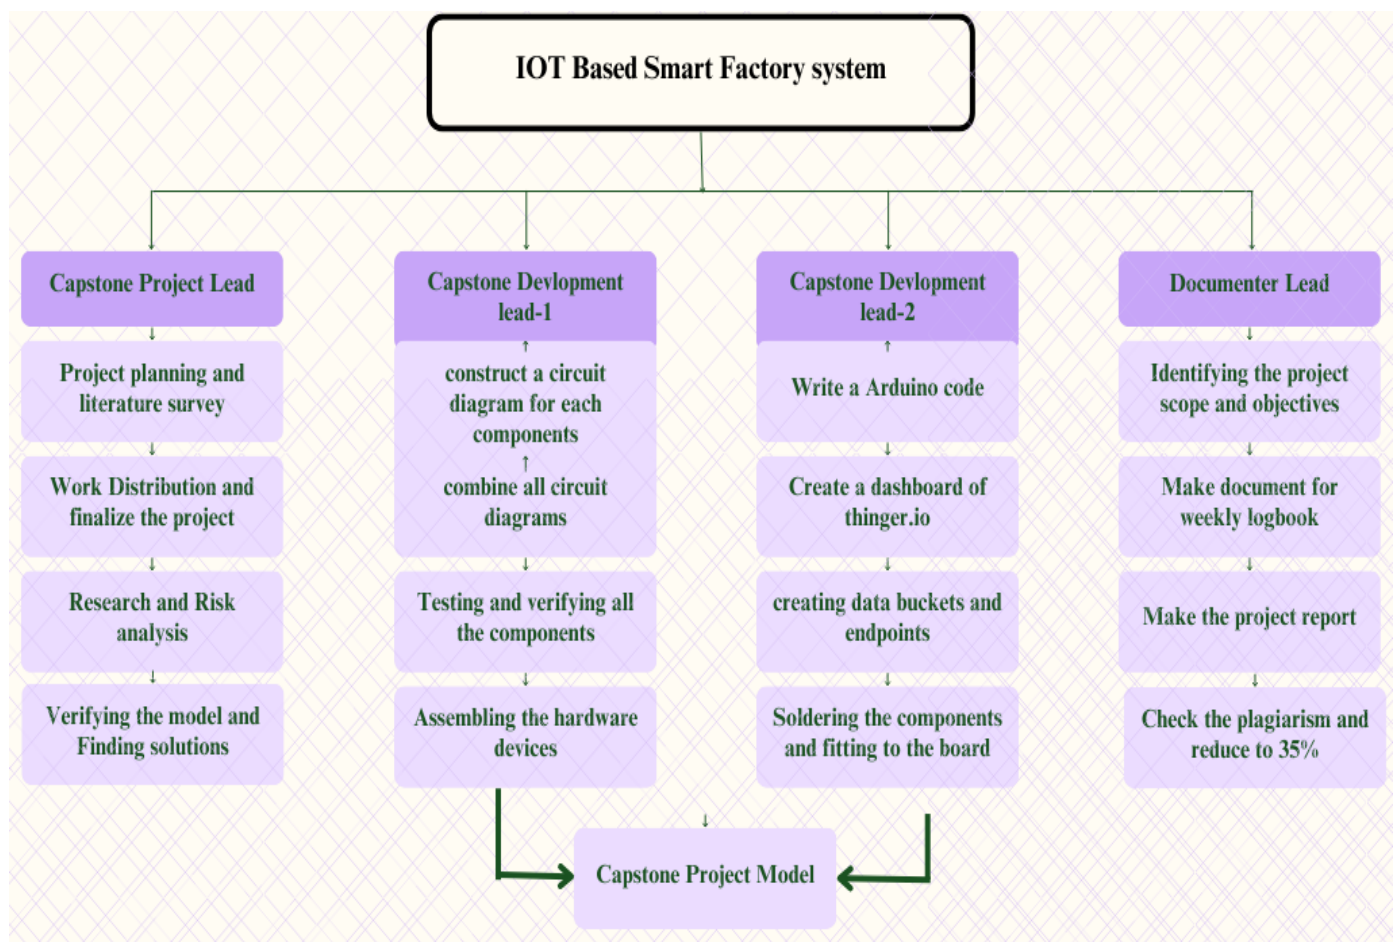 IOT Based Smart Factory system
Capstone Project Lead
Project planning and
literature survey
Work Distribution and
finalize the project
Research and Risk
analysis
Verifying the model and
Finding solutions
Capstone Devlopment
lead-1
construct a circuit
diagram for each
components
combine all circuit
diagrams
Testing and verifying all
the components
Assembling the hardware
devices
Capstone Devlopment
lead-2
Write a Arduino code
Create a dashboard of
thinger.io
creating data buckets and
endpoints
Soldering the components
and fitting to the board
Documenter Lead
Identifying the project
scope and objectives
Make document for
weekly logbook
Make the project report
Check the plagiarism and
reduce to 35%
Capstone Project Model